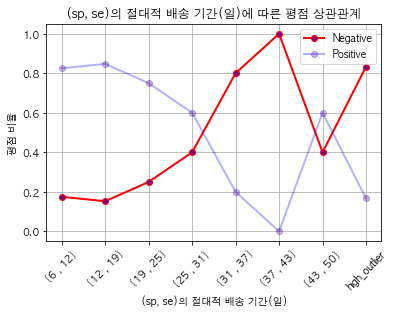 (sp, se)의 절대적 배송 기간(일)에 따른 평점 상관관계
Negative
Positive
평점 비율
1.0
0.8
0.6
0.4
0.2
0.0
(6 , 12)
(12 , 19)
(19 , 25)
(25 , 31)
(31 , 37)
(37 , 43)
(43 , 50)
high_outlier
(sp, se)의 절대적 배송 기간(일)